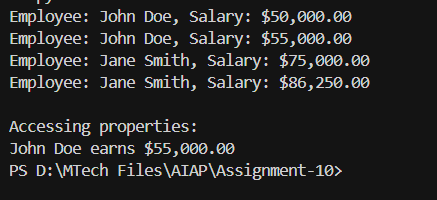 Employee: John Doe, Salary: $50,000.00
Employee: John Doe, Salary: $55,000.00
Employee: Jane Smith, Salary: $75,000.00
Employee: Jane Smith, Salary: $86,250.00

Accessing properties:
John Doe earns $55,000.00
PS D:\MTech Files\AIAP\Assignment-10>